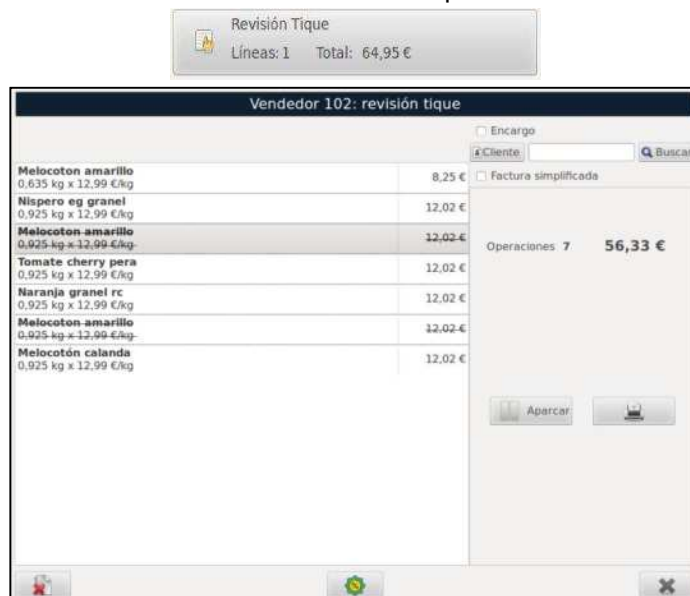 Revisión Tique
Líneas: 1 Total: 64,95 €
Vendedor 102: revisión tique
Encargo
Cliente
Buscar
Melocoton amarillo
0,635 kg x 12,99 €/kg
8,25 €
Factura simplificada
Nispero eg granel
0,925 kg x 12,99 €/kg
12,02 €
Melocoton amarillo
0,925 kg x 12,99 €/kg
12,02 €
Operaciones 7 56,33 €
Tomate cherry pera
0,925 kg x 12,99 €/kg
12,02 €
Naranja granel rc
0,925 kg x 12,99 €/kg
12,02 €
Melocoton amarillo
0,925 kg x 12,99 €/kg
12,02 €
Melocotón calanda
0,925 kg x 12,99 €/kg
12,02 €
Aparcar